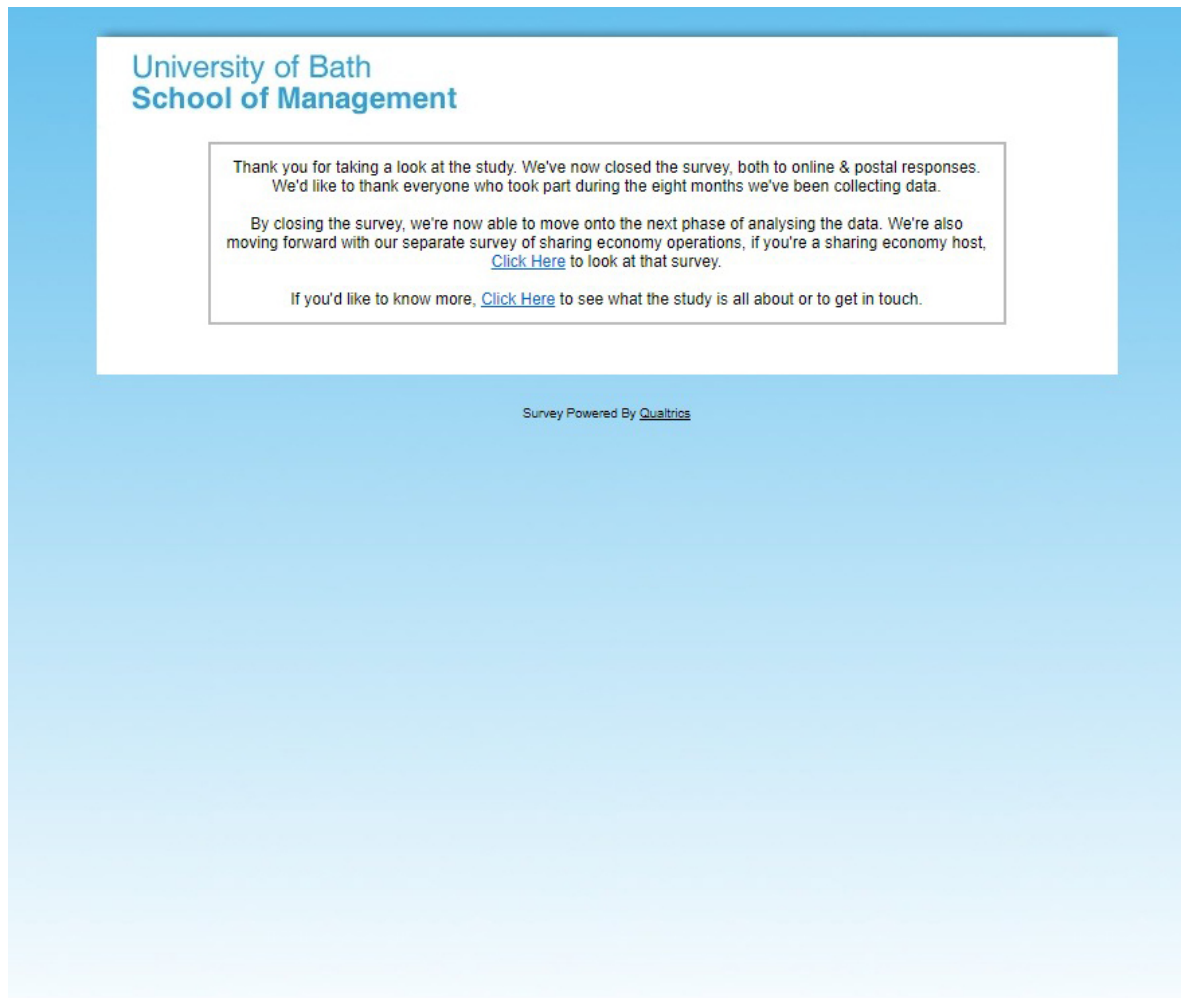 University of Bath
School of Management
Thank you for taking a look at the study. We've now closed the survey, both to online & postal responses.
We'd like to thank everyone who took part during the eight months we've been collecting data.
By closing the survey, we're now able to move onto the next phase of analysing the data. We're also
moving forward with our separate survey of sharing economy operations, if you're a sharing economy host,
Click Here to look at that survey.
If you'd like to know more, Click Here to see what the study is all about or to get in touch.
Survey Powered By Qualtrics